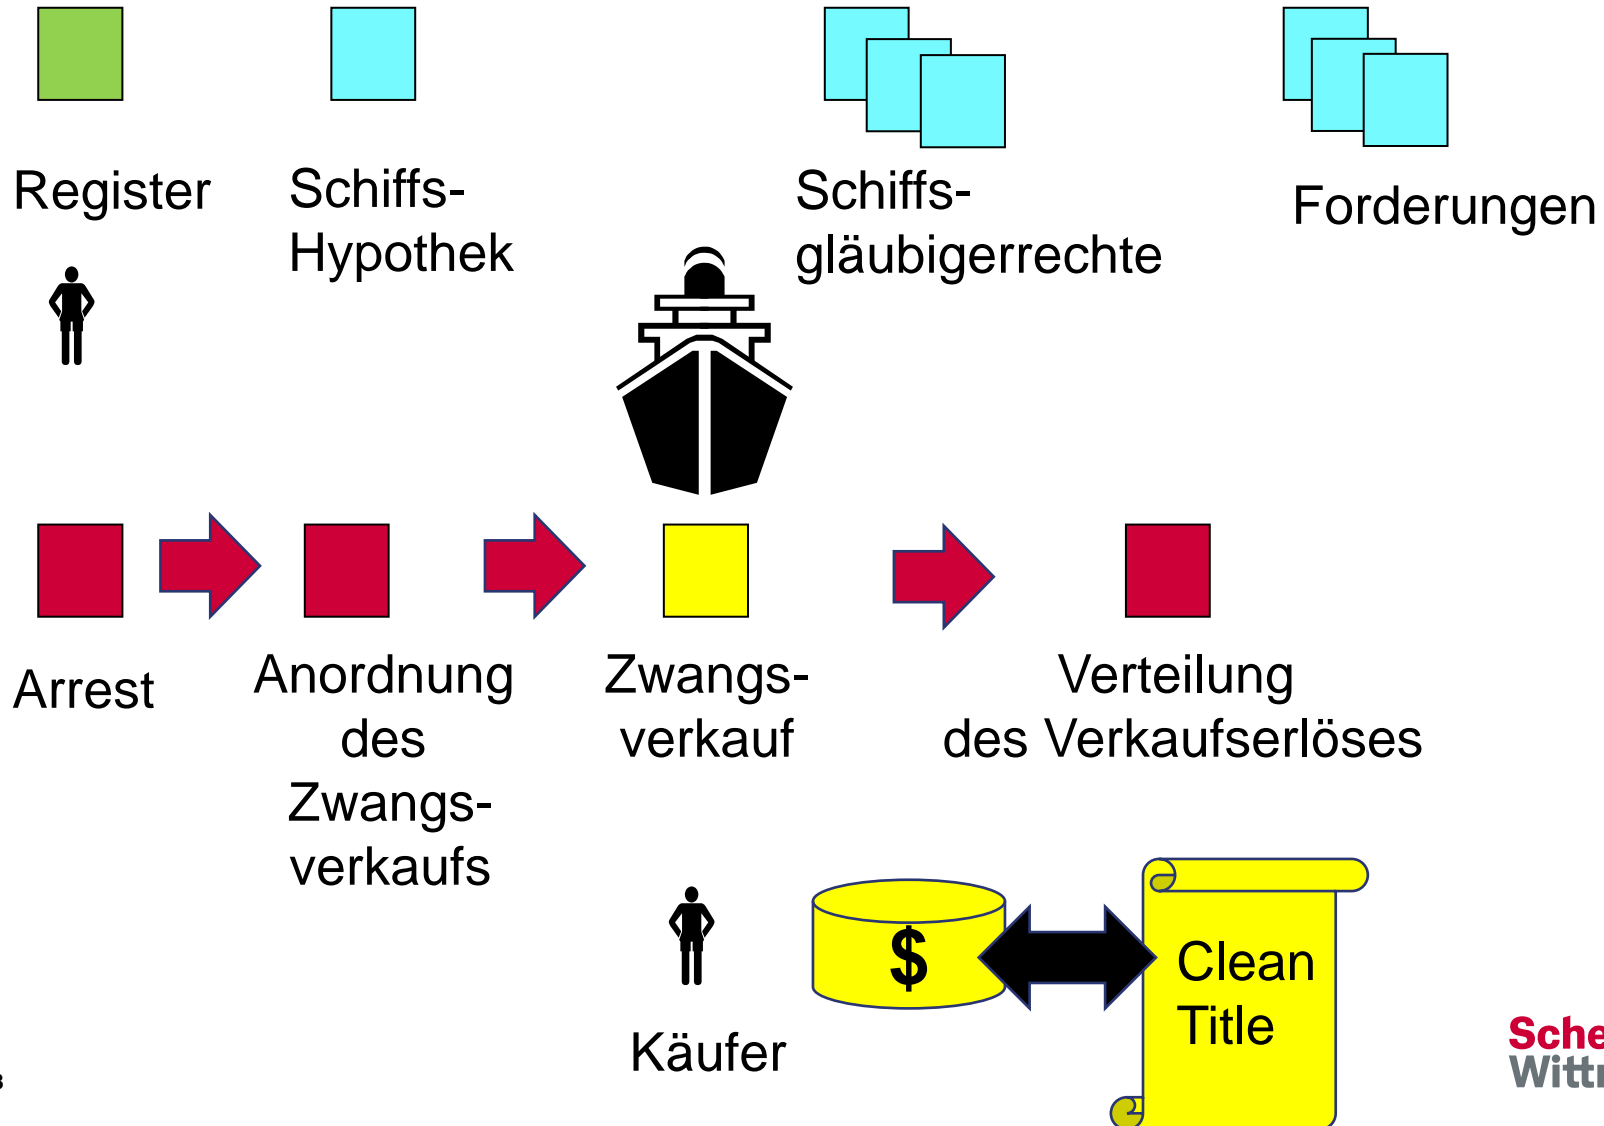 Register
Schiffs-
Hypothek
Schiffs-
gläubigerrechte
Forderungen
Arrest
Anordnung
des
Zwangs-
verkaufs
Zwangs-
verkauf
Verteilung
des Verkaufserlöses
Käufer
$
Clean
Title